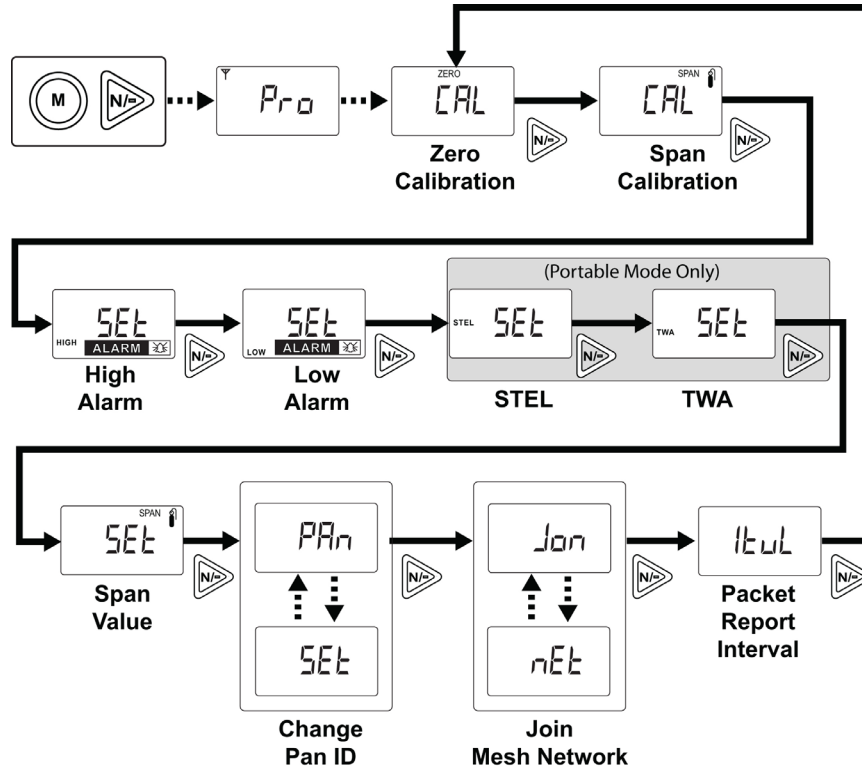 M
N/-
Pro
ZERO
CAL
N/-
Zero
Calibration
SPAN
CAL
N/-
Span
Calibration
SEt
HIGH
ALARM
N/-
High
Alarm
SEt
LOW
ALARM
N/-
Low
Alarm
(Portable Mode Only)
STEL
SEt
N/-
STEL
TWA
SEt
N/-
TWA
SPAN
SEt
N/-
Span
Value
PAn
SEt
N/-
Change
Pan ID
Jon
nEt
N/-
Join
Mesh Network
ItuL
N/-
Packet
Report
Interval